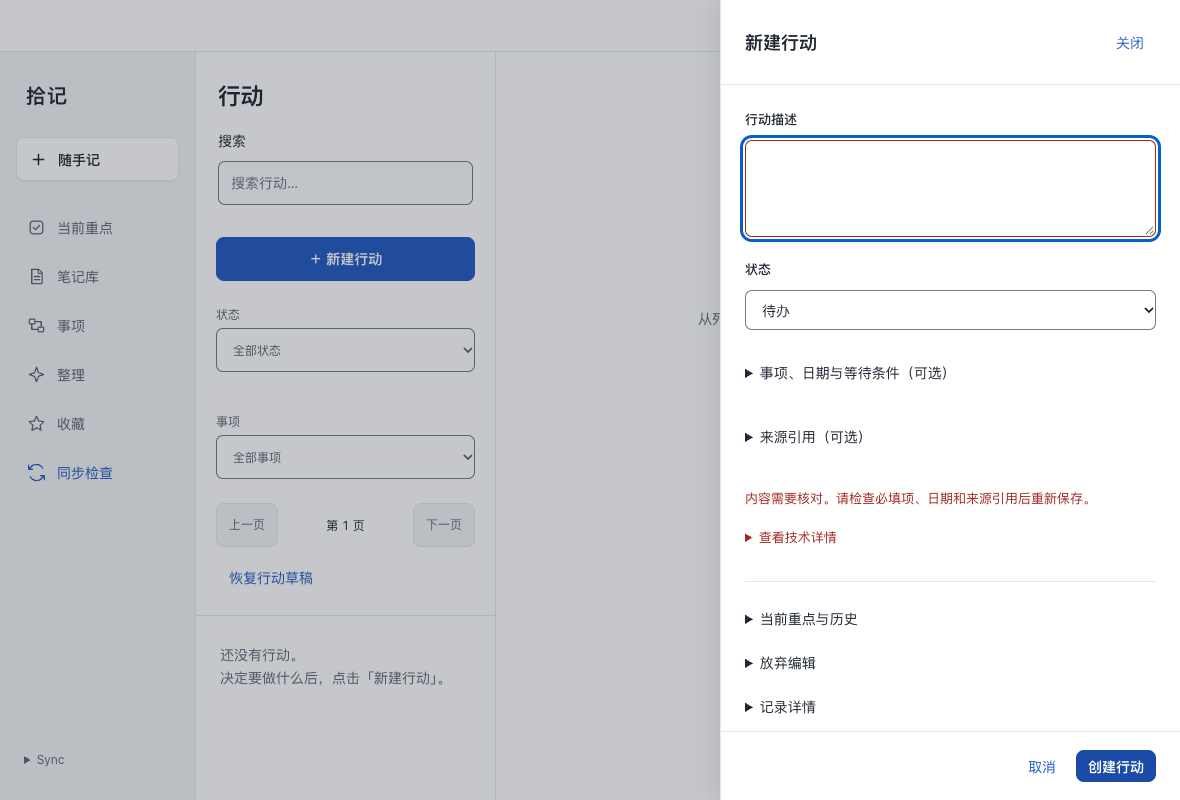 拾记
+ 随手记
当前重点
笔记库
事项
整理
收藏
同步检查
Sync
行动
搜索
搜索行动...
+ 新建行动
状态
全部状态
事项
全部事项
上一页
第 1 页
下一页
恢复行动草稿
还没有行动。
决定要做什么后，点击「新建行动」。
从
新建行动
关闭
行动描述
状态
待办
事项、日期与等待条件（可选）
来源引用（可选）
内容需要核对。请检查必填项、日期和来源引用后重新保存。
查看技术详情
当前重点与历史
放弃编辑
记录详情
取消
创建行动